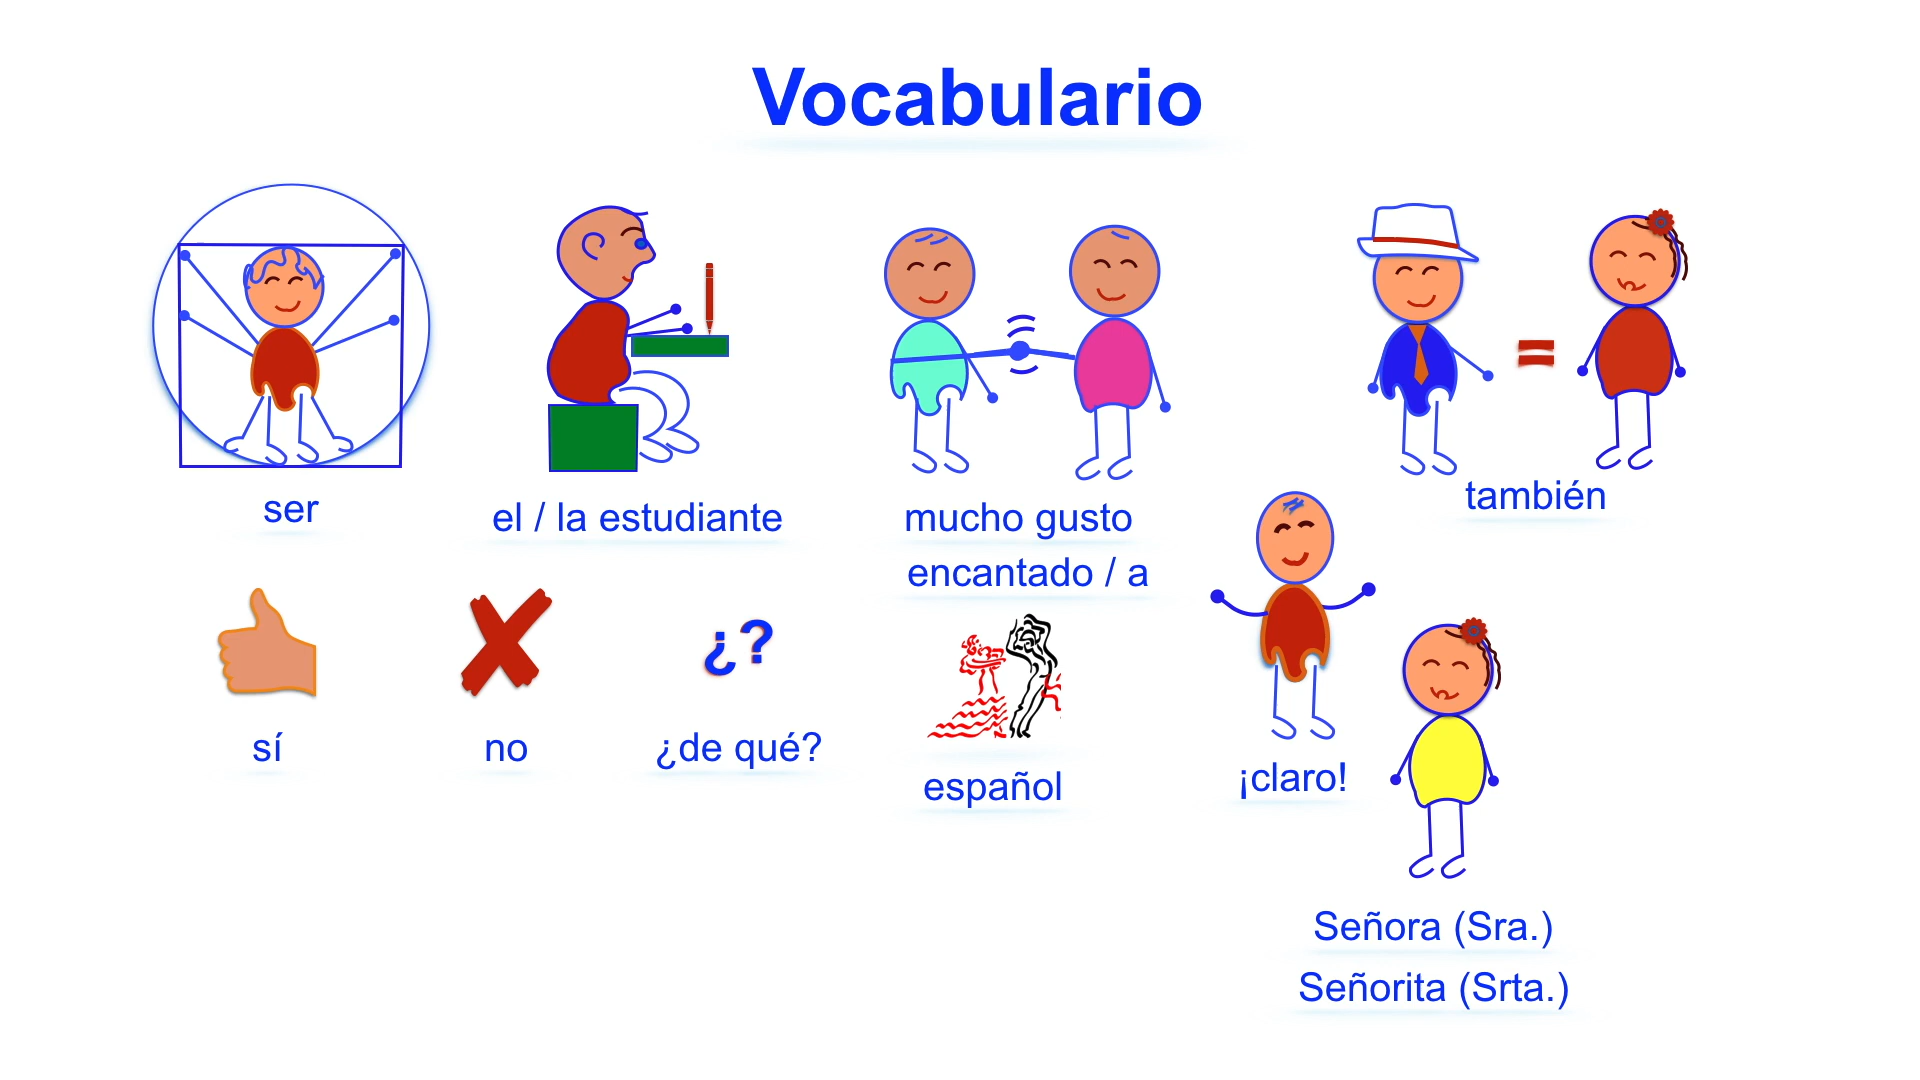 Vocabulario
ser
el / la estudiante
mucho gusto
encantado / a
=
también
sí
no
¿?
¿de qué?
español
¡claro!
Señora (Sra.)
Señorita (Srta.)